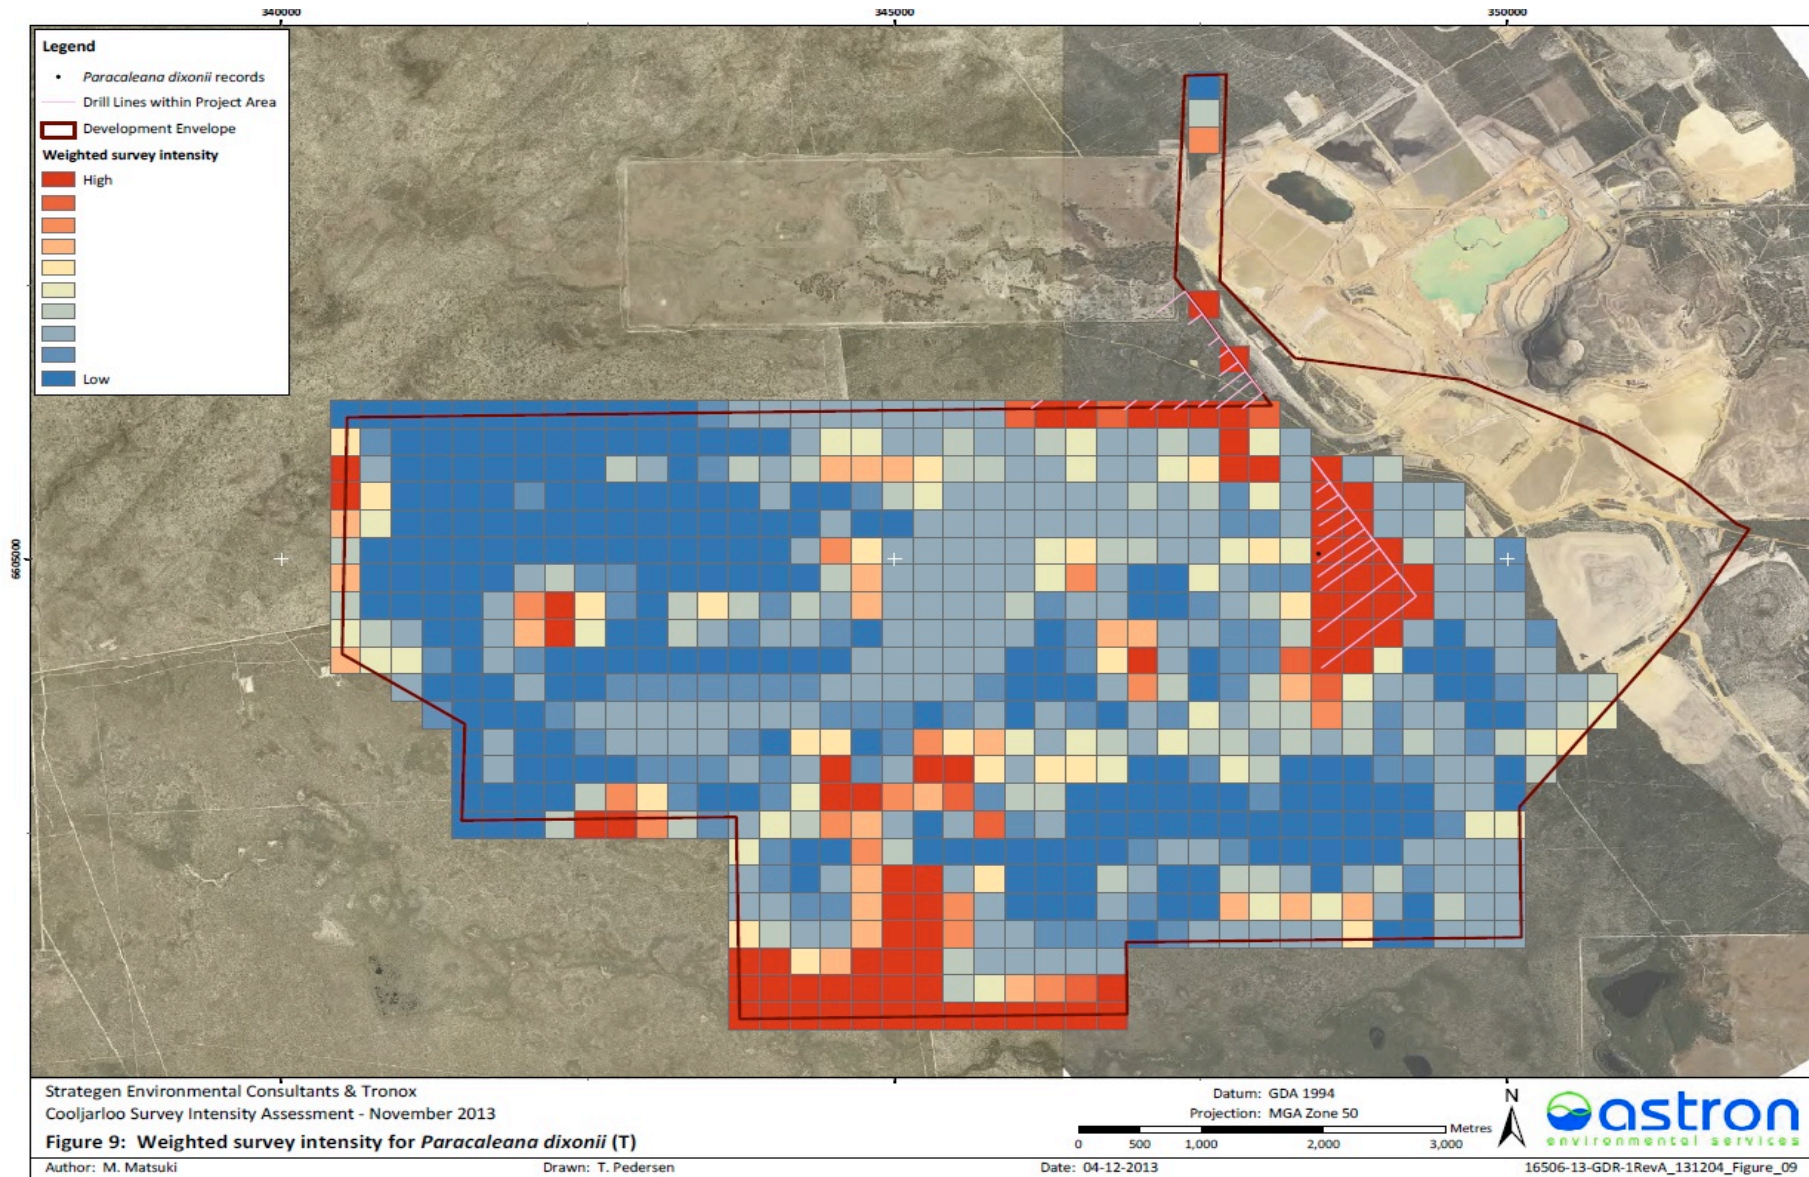 340000
345000
350000
Legend
Paracaleana dixonii records
Drill Lines within Project Area
Development Envelope
Weighted survey intensity
High
Low
6605000
Strategen Environmental Consultants & Tronox
Cooljarloo Survey Intensity Assessment - November 2013
Figure 9: Weighted survey intensity for Paracaleana dixonii (T)
Author: M. Matsuki
Drawn: T. Pedersen
Date: 04-12-2013
Datum: GDA 1994
Projection: MGA Zone 50
Metres
0 500 1,000 2,000 3,000
N
astron
environmental services
16506-13-GDR-1RevA_131204_Figure_09